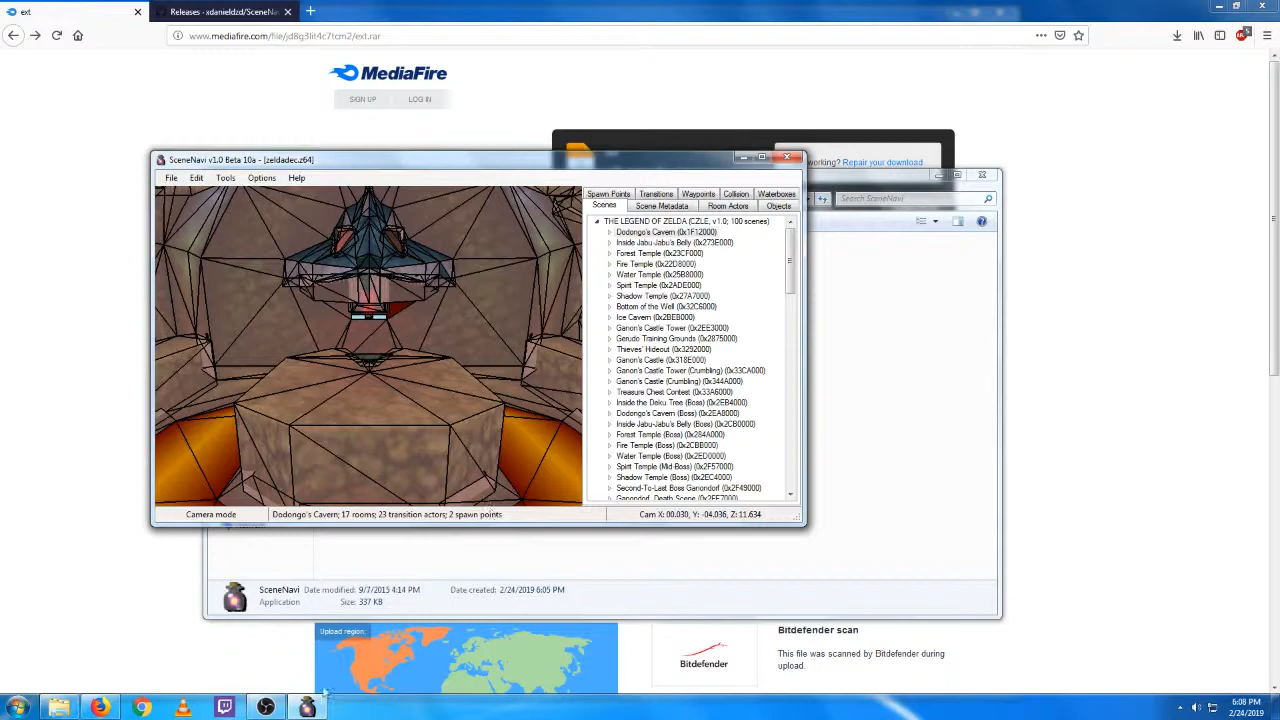 ext
Releases · xdanieldzd/SceneNavi
www.mediafire.com/file/jd8g3lit4c7tcm2/ext.rar
MediaFire
SIGN UP
LOG IN
working? Repair your download
SceneNavi v1.0 Beta 10a - [zeldadec.z64]
File Edit Tools Options Help
Search SceneNavi
Spawn Points Transitions Waypoints Collision Waterboxes
Scenes Scene Metadata Room Actors Objects
THE LEGEND OF ZELDA (CZLE, v1.0; 100 scenes)
Dodongo's Cavern (0x1F12000)
Inside Jabu-Jabu's Belly (0x273E000)
Forest Temple (0x23CF000)
Fire Temple (0x22D8000)
Water Temple (0x25B8000)
Spirit Temple (0x2ADE000)
Shadow Temple (0x27A7000)
Bottom of the Well (0x32C6000)
Ice Cavern (0x2BEB000)
Ganon's Castle Tower (0x2EE3000)
Gerudo Training Grounds (0x2875000)
Thieves' Hideout (0x3292000)
Ganon's Castle (0x318E000)
Ganon's Castle Tower (Crumbling) (0x33CA000)
Ganon's Castle (Crumbling) (0x344A000)
Treasure Chest Contest (0x33A6000)
Inside the Deku Tree (Boss) (0x2EB4000)
Dodongo's Cavern (Boss) (0x2EA8000)
Inside Jabu-Jabu's Belly (Boss) (0x2CB0000)
Forest Temple (Boss) (0x284A000)
Fire Temple (Boss) (0x2CBB000)
Water Temple (Boss) (0x2ED0000)
Spirit Temple (Mid-Boss) (0x2F57000)
Shadow Temple (Boss) (0x2EC4000)
Second-To-Last Boss Ganondorf (0x2F49000)
Ganondorf, Death Scene (0x2FE7000)
Camera mode
Dodongo's Cavern; 17 rooms; 23 transition actors; 2 spawn points
Cam X: 00.030, Y: -04.036, Z: 11.634
SceneNavi Date modified: 9/7/2015 4:14 PM Date created: 2/24/2019 6:05 PM
Application Size: 337 KB
Upload region:
Bitdefender scan
Bitdefender
This file was scanned by Bitdefender during
upload.
6:08 PM
2/24/2019